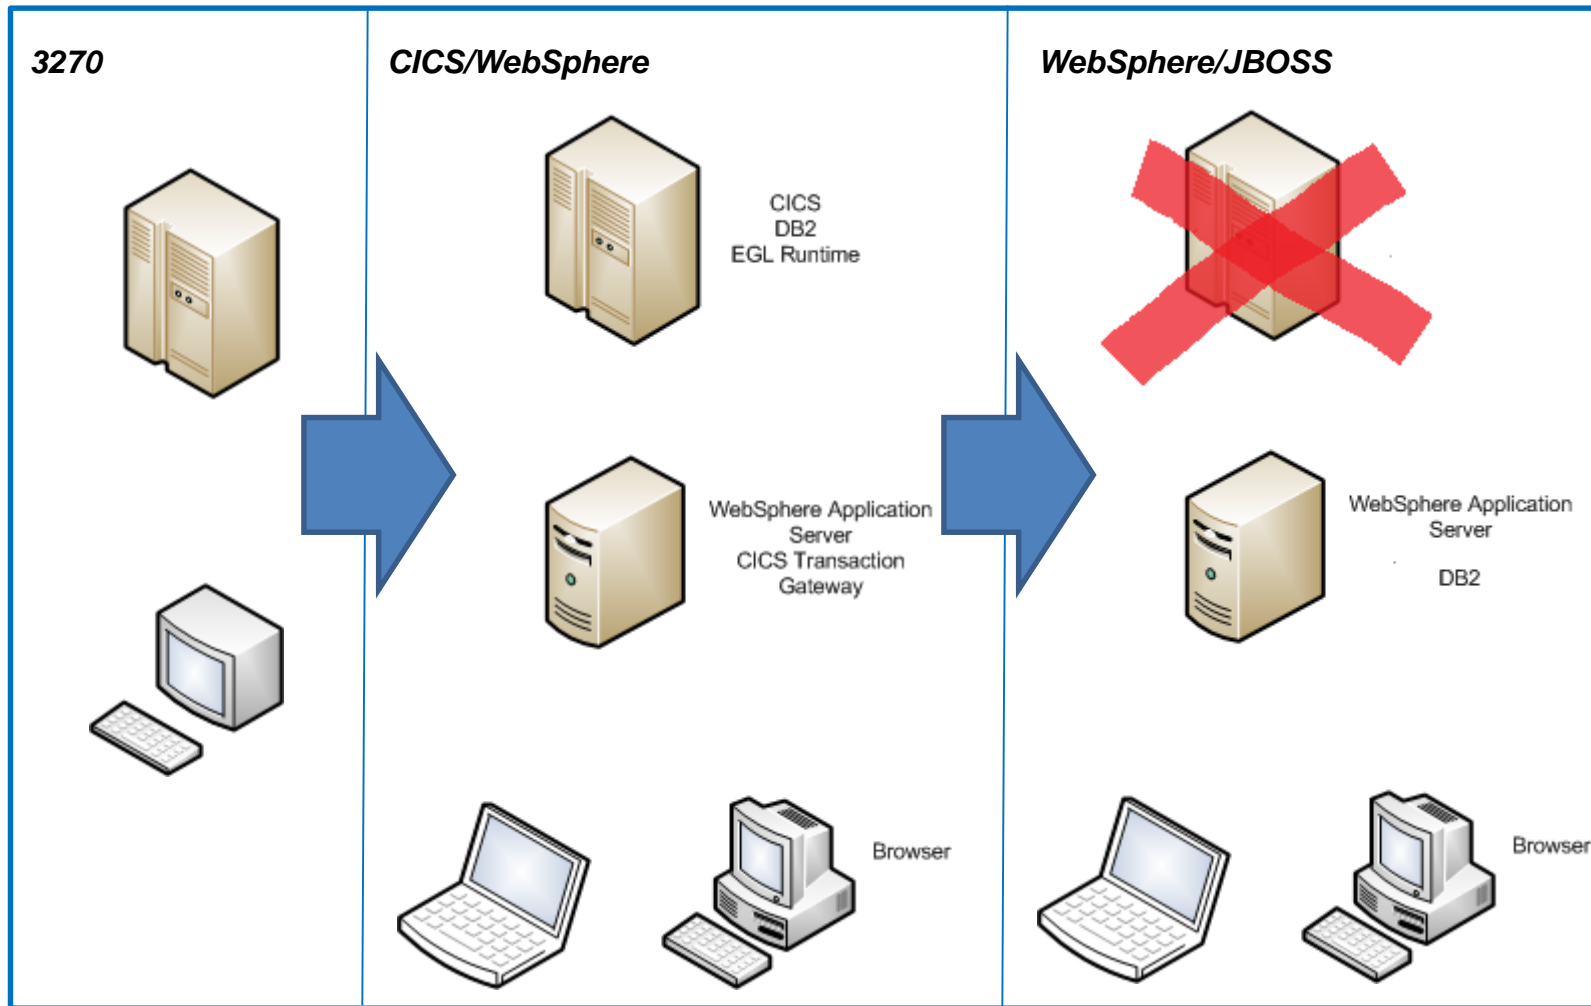 3270
CICS/WebSphere
WebSphere/JBOSS
CICS
DB2
EGL Runtime
WebSphere Application
Server
CICS Transaction
Gateway
WebSphere Application
Server
DB2
Browser
Browser